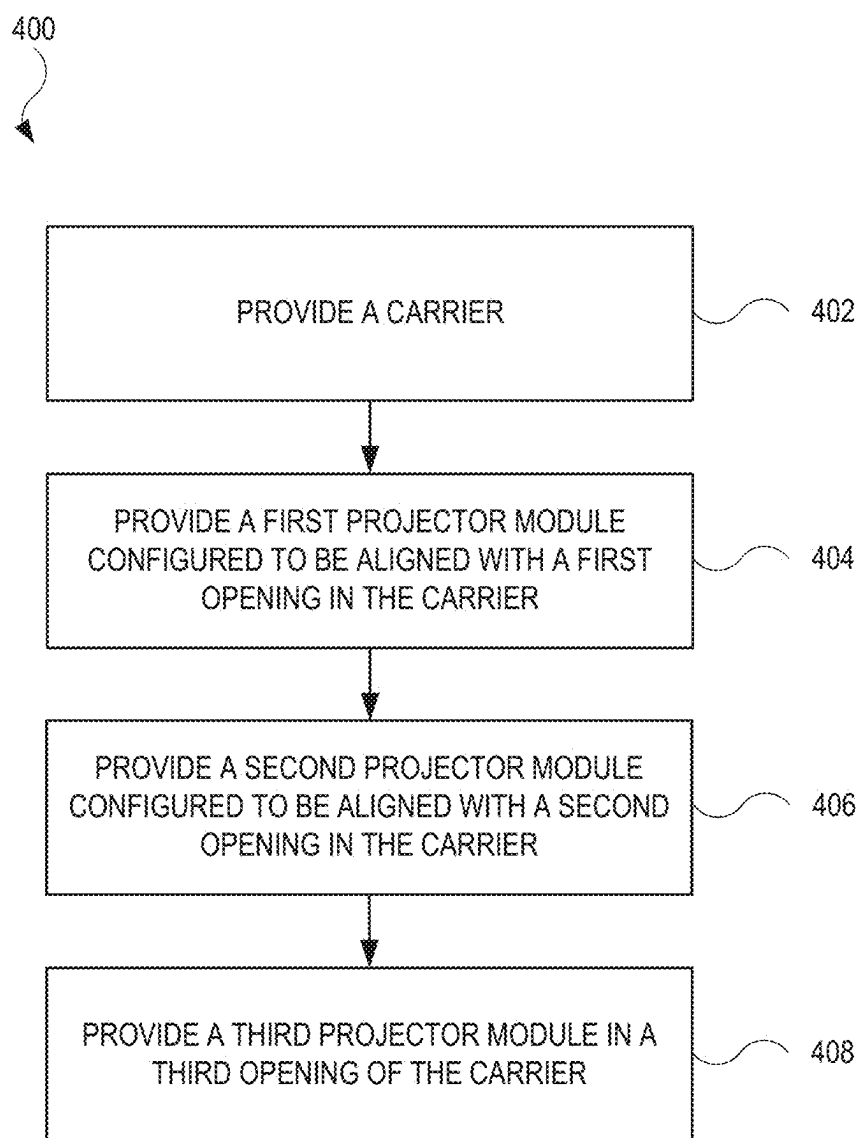 400
PROVIDE A CARRIER
402
PROVIDE A FIRST PROJECTOR MODULE
CONFIGURED TO BE ALIGNED WITH A FIRST
OPENING IN THE CARRIER
404
PROVIDE A SECOND PROJECTOR MODULE
CONFIGURED TO BE ALIGNED WITH A SECOND
OPENING IN THE CARRIER
406
PROVIDE A THIRD PROJECTOR MODULE IN A
THIRD OPENING OF THE CARRIER
408